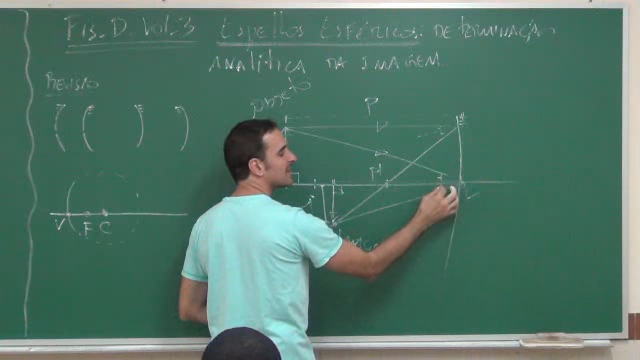 FIS. D. VOL. 3 ESPELHOS ESFÉRICOS: DETERMINAÇÃO
ANALÍTICA DA IMAGEM
REVISÃO
OBJETO
P
P'
V F C